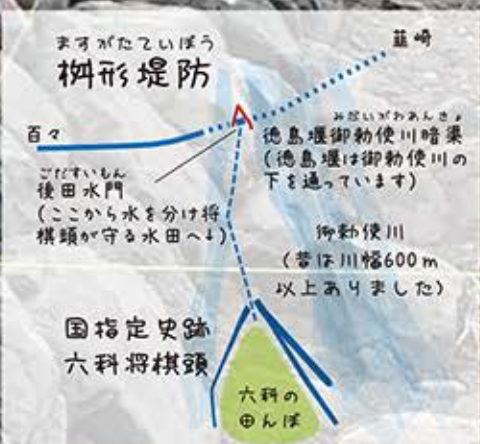 ますがたていぼう
桝形堤防
韮崎
百々
みだいがわあんきょ
徳島堰御勅使川暗渠
(徳島堰は御勅使川の
下を通っています)
ごだすいもん
後田水門
(ここから水を分け将
棋頭が守る水田へ↓)
御勅使川
(昔は川幅600m
以上ありました)
国指定史跡
六科将棋頭
六科の
田んぼ